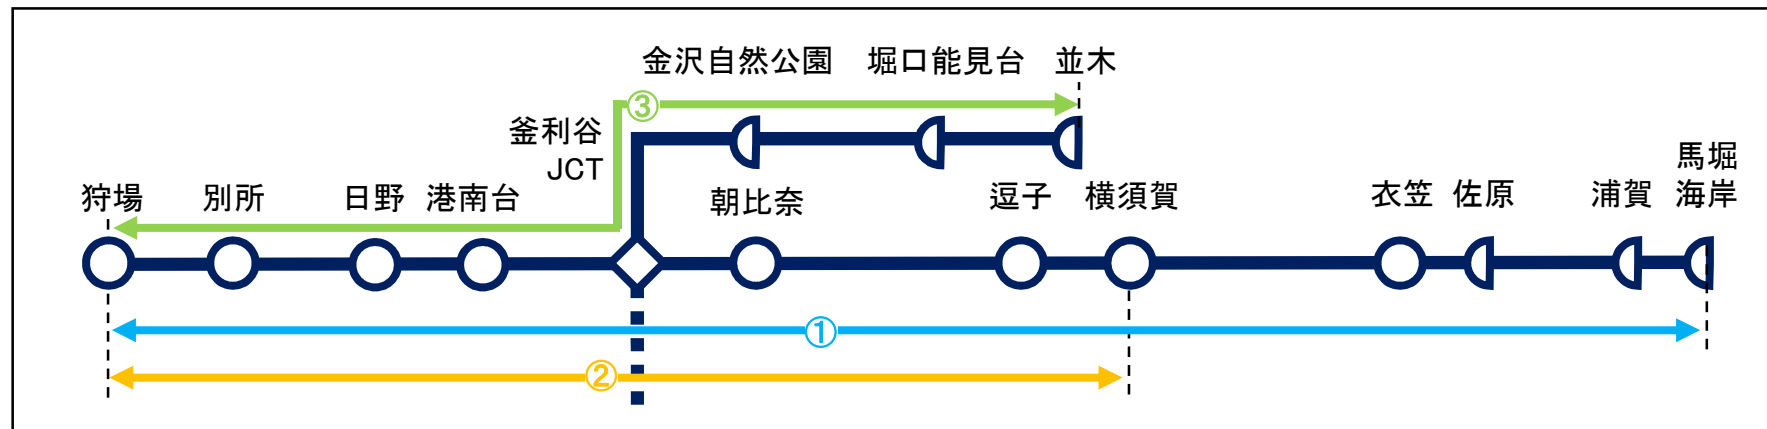 金沢自然公園 堀口能見台 並木
③
釜利谷
JCT
狩場 別所 日野 港南台 朝比奈 逗子 横須賀 衣笠 佐原 浦賀 馬堀
海岸
①
②